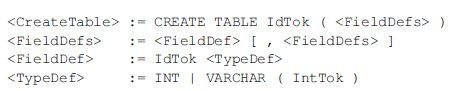 <CreateTable> := CREATE TABLE IdTok ( <FieldDefs> )
<FieldDefs> := <FieldDef> [ , <FieldDefs> ]
<FieldDef> := IdTok <TypeDef>
<TypeDef> := INT | VARCHAR ( IntTok )